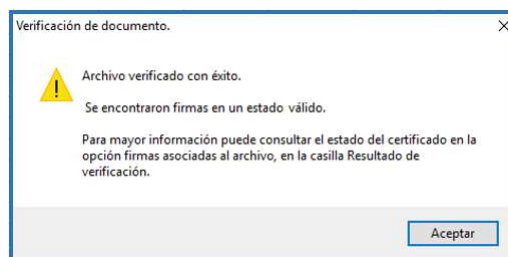 Verificación de documento.
Archivo verificado con éxito.
Se encontraron firmas en un estado válido.
Para mayor información puede consultar el estado del certificado en la
opción firmas asociadas al archivo, en la casilla Resultado de
verificación.
Aceptar